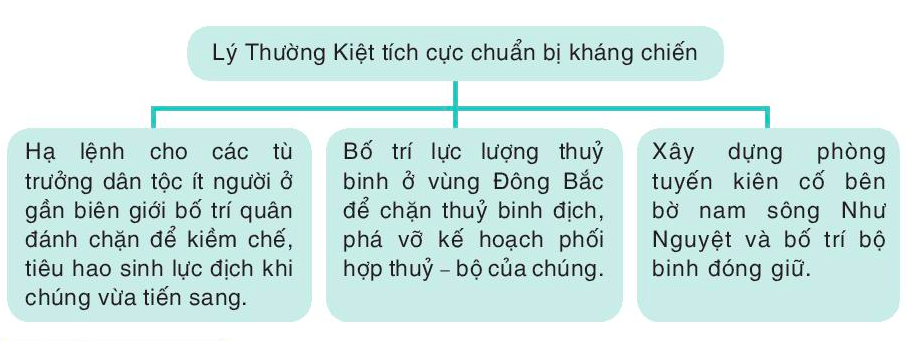 Lý Thường Kiệt tích cực chuẩn bị kháng chiến
Hạ lệnh cho các tù
trưởng dân tộc ít người ở
gần biên giới bố trí quân
đánh chặn để kiềm chế,
tiêu hao sinh lực địch khi
chúng vừa tiến sang.
Bố trí lực lượng thuỷ
binh ở vùng Đông Bắc
để chặn thuỷ binh địch,
phá vỡ kế hoạch phối
hợp thuỷ – bộ của chúng.
Xây dựng phòng
tuyến kiên cố bên
bờ nam sông Như
Nguyệt và bố trí bộ
binh đóng giữ.